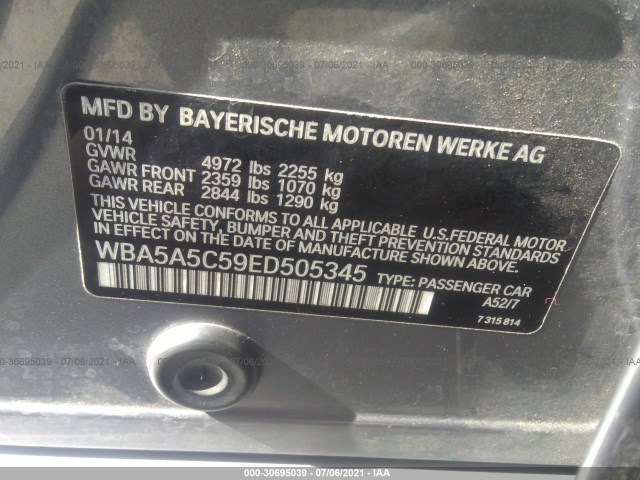 MFD BY BAYERISCHE MOTOREN WERKE AG
01/14
GVWR 4972 lbs 2255 kg
GAWR FRONT 2359 lbs 1070 kg
GAWR REAR 2844 lbs 1290 kg
THIS VEHICLE CONFORMS TO ALL APPLICABLE U.S.FEDERAL MOTOR
VEHICLE SAFETY, BUMPER AND THEFT PREVENTION STANDARDS
IN EFFECT ON THE DATE OF MANUFACTURE SHOWN ABOVE.
WBA5A5C59ED505345
TYPE: PASSENGER CAR
A52/7
7 315 814
000-30695039 - 07/06/2021 - IAA